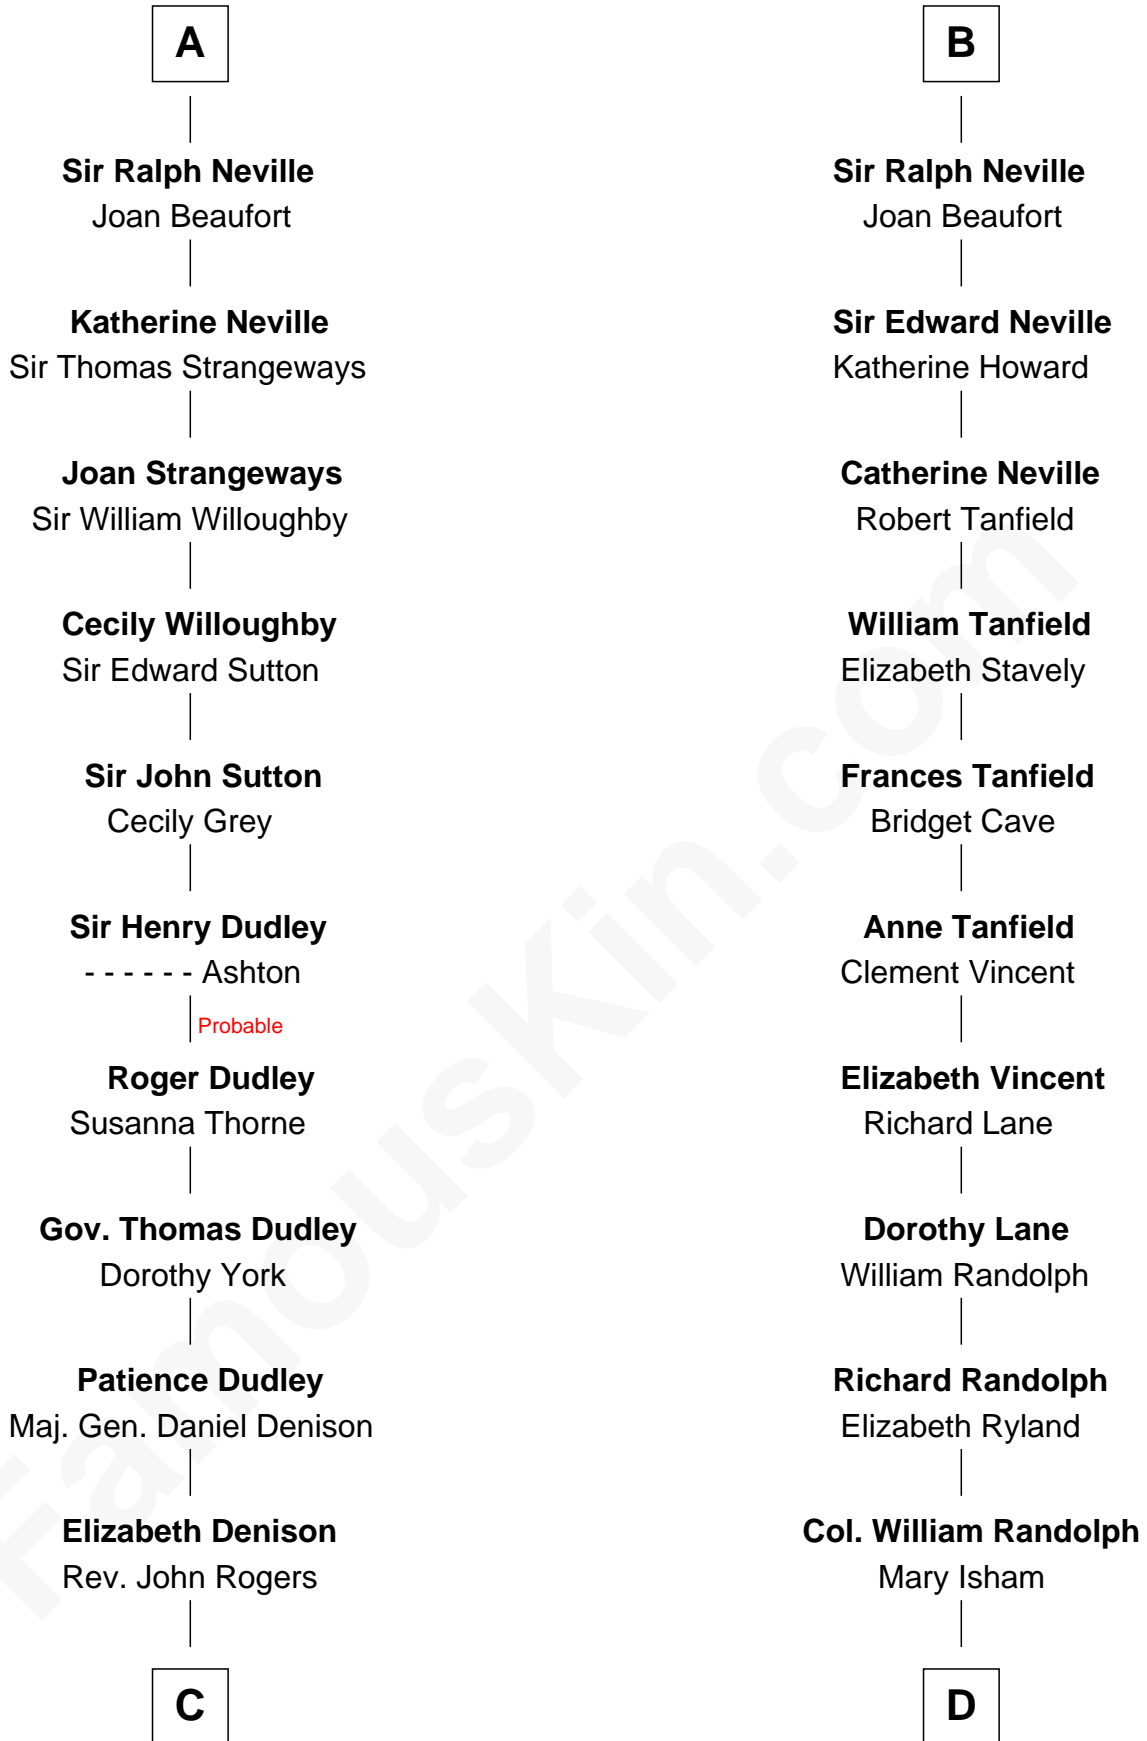 A
Sir Ralph Neville
Joan Beaufort
Katherine Neville
Sir Thomas Strangeways
Joan Strangeways
Sir William Willoughby
Cecily Willoughby
Sir Edward Sutton
Sir John Sutton
Cecily Grey
Sir Henry Dudley
- - - - - - Ashton
Probable
Roger Dudley
Susanna Thorne
Gov. Thomas Dudley
Dorothy York
Patience Dudley
Maj. Gen. Daniel Denison
Elizabeth Denison
Rev. John Rogers
C
B
Sir Ralph Neville
Joan Beaufort
Sir Edward Neville
Katherine Howard
Catherine Neville
Robert Tanfield
William Tanfield
Elizabeth Stavely
Frances Tanfield
Bridget Cave
Anne Tanfield
Clement Vincent
Elizabeth Vincent
Richard Lane
Dorothy Lane
William Randolph
Richard Randolph
Elizabeth Ryland
Col. William Randolph
Mary Isham
D
FamousKin.com